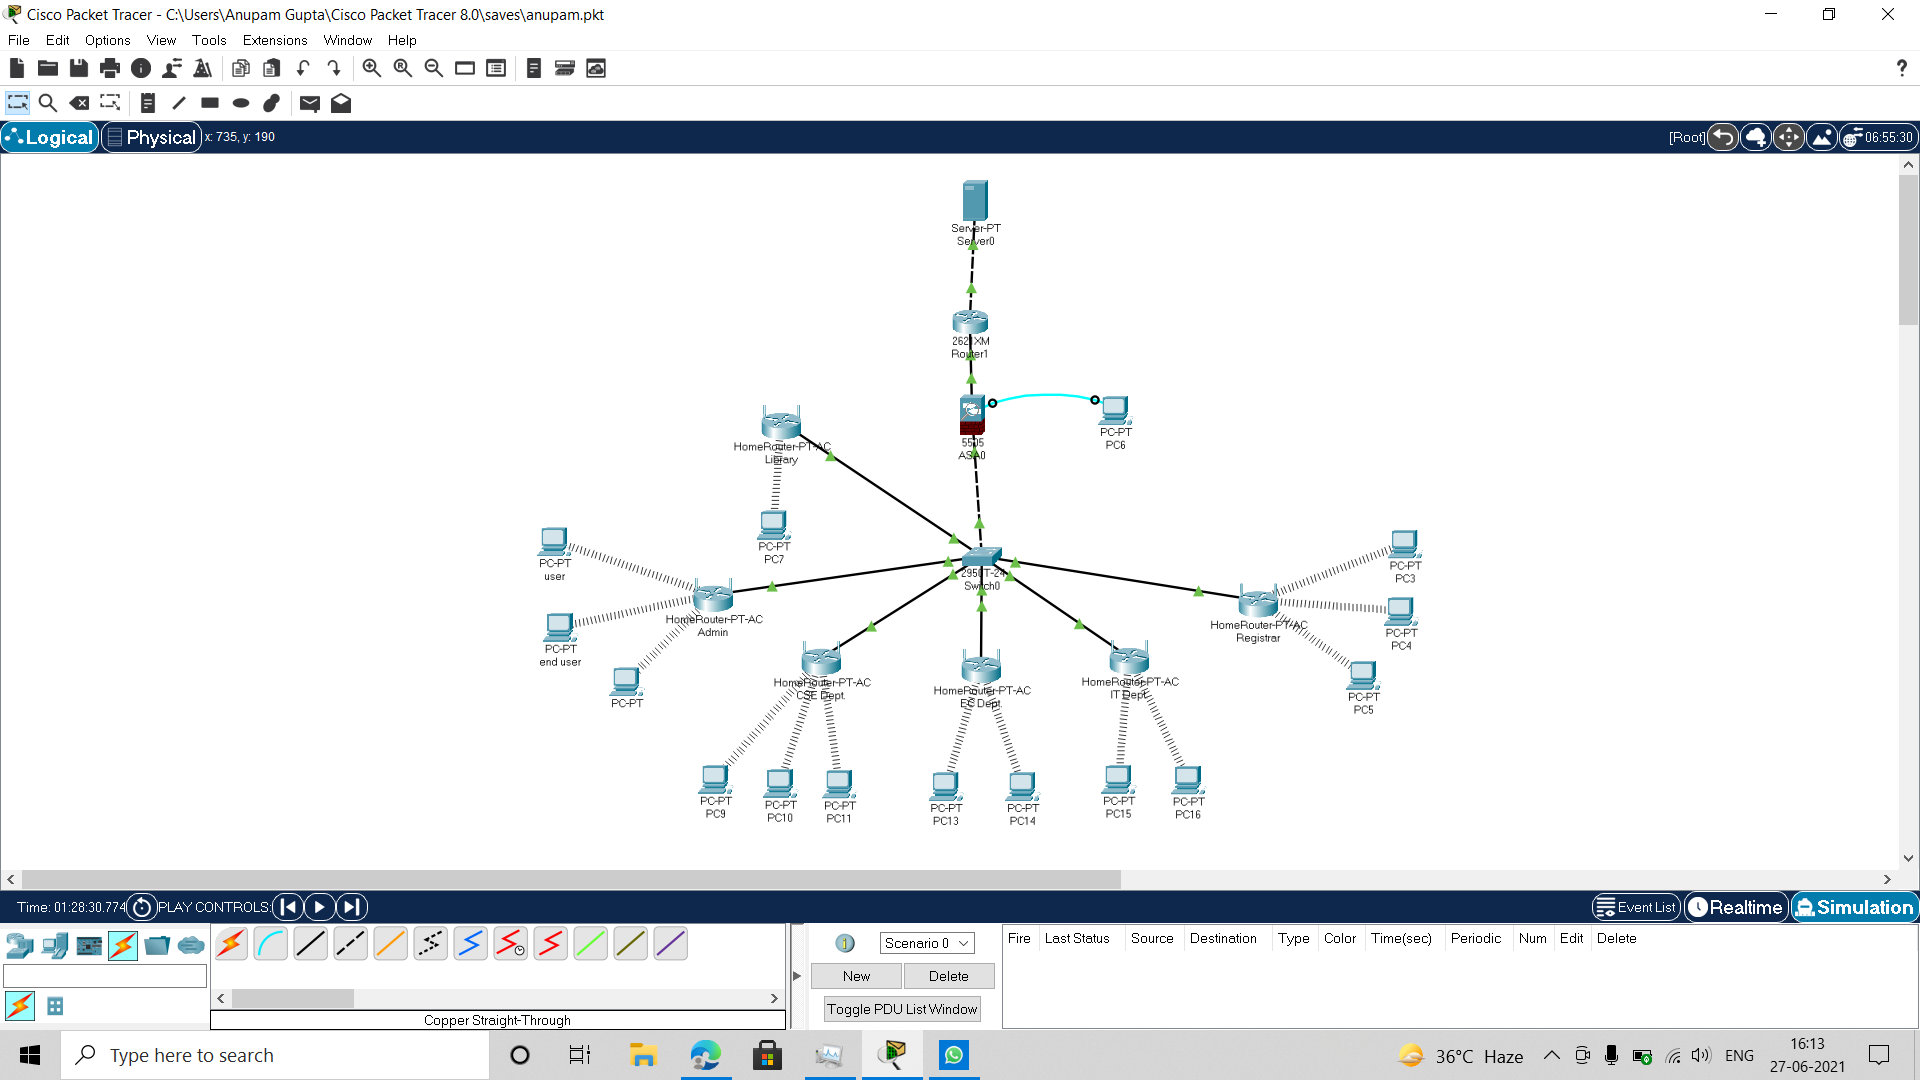 Cisco Packet Tracer - C:\Users\Anupam Gupta\Cisco Packet Tracer 8.0\saves\anupam.pkt
File Edit Options View Tools Extensions Window Help
?
Logical Physical x: 735, y: 190 [Root] 06:55:30
Server-PT
Server0
2621XM
Router1
5505
ASA0
PC-PT
PC6
HomeRouter-PT-AC
Library
PC-PT
PC7
PC-PT
user
PC-PT
end user
PC-PT
HomeRouter-PT-AC
Admin
2950T-24
Switch0
HomeRouter-PT-AC
Registrar
PC-PT
PC3
PC-PT
PC4
PC-PT
PC5
HomeRouter-PT-AC
CSE Dept.
HomeRouter-PT-AC
EC Dept.
HomeRouter-PT-AC
IT Dept.
PC-PT
PC9
PC-PT
PC10
PC-PT
PC11
PC-PT
PC13
PC-PT
PC14
PC-PT
PC15
PC-PT
PC16
Time: 01:28:30.774 PLAY CONTROLS: Event List Realtime Simulation
1 Scenario 0
New Delete
Toggle PDU List Window
Fire Last Status Source Destination Type Color Time(sec) Periodic Num Edit Delete
Copper Straight-Through
Type here to search
36°C Haze ENG
16:13
27-06-2021